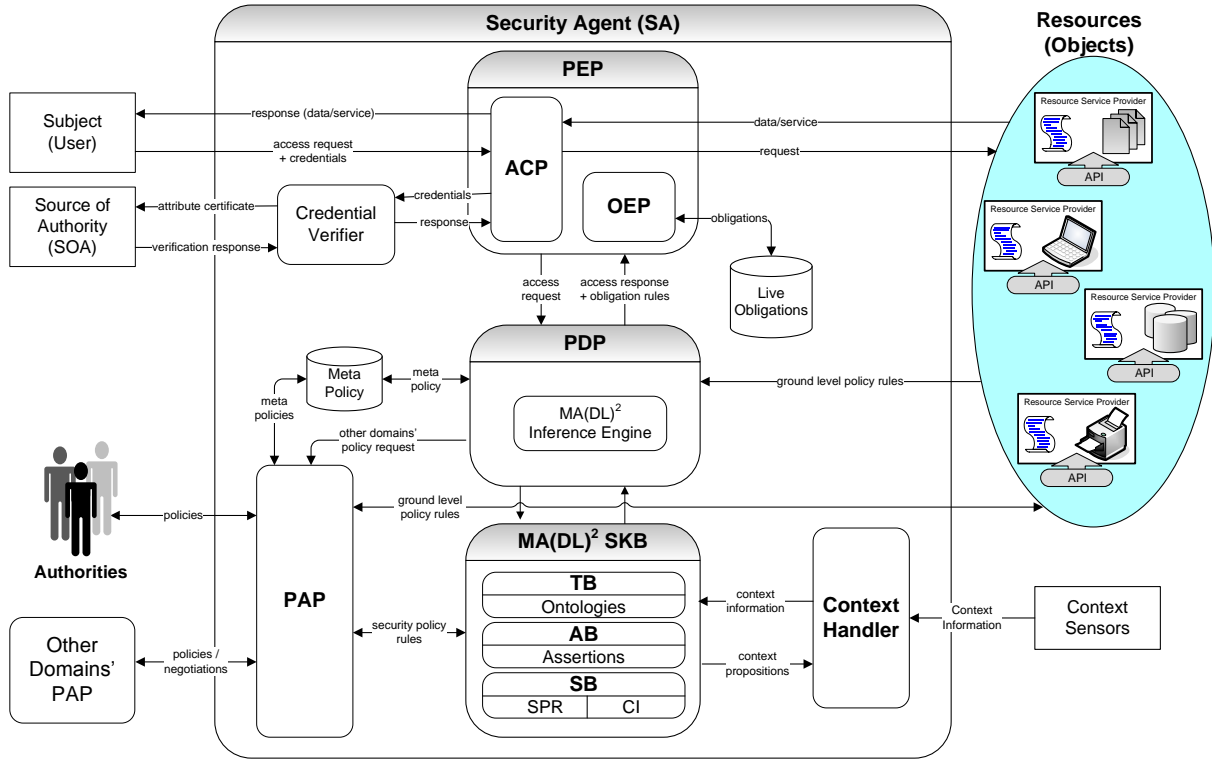 Security Agent (SA)
Resources
(Objects)
PEP
Resource Service Provider
API
Subject
(User)
response (data/service)
access request
+ credentials
ACP
data/service
request
Source of
Authority
(SOA)
attribute certificate
verification response
Credential
Verifier
credentials
response
OEP
obligations
Live
Obligations
Resource Service Provider
API
access
request
access response
+ obligation rules
Resource Service Provider
API
PDP
MA(DL)² 
Inference Engine
Meta
Policy
meta
policy
meta
policies
other domains'
policy request
ground level policy rules
Resource Service Provider
API
Authorities
policies
ground level
policy rules
PAP
MA(DL)² SKB
TB
Ontologies
AB
Assertions
SB
SPR
CI
security policy
rules
context
information
context
propositions
Context
Handler
Context
Information
Context
Sensors
Other
Domains'
PAP
policies /
negotiations